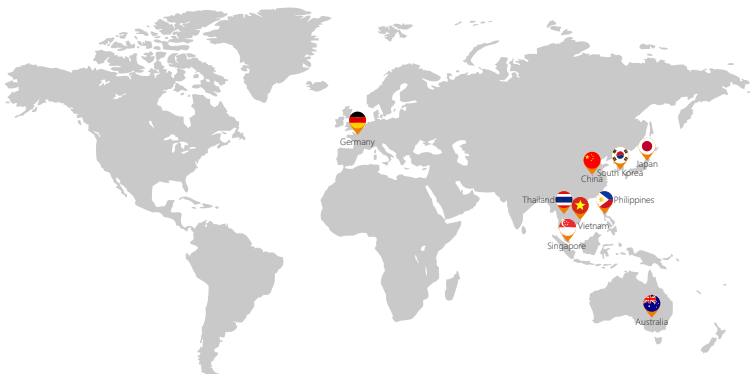 Germany
Japan
South Korea
China
Thailand
Philippines
Vietnam
Singapore
Australia